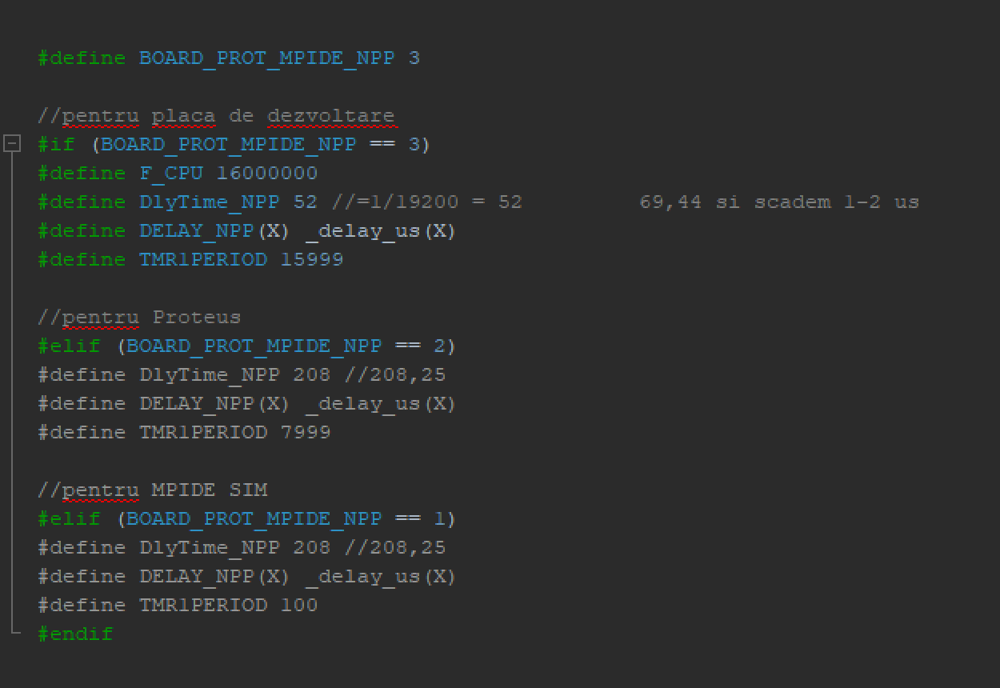 #define BOARD_PROT_MPIDE_NPP 3
//pentru placa de dezvoltare
#if (BOARD_PROT_MPIDE_NPP == 3)
#define F_CPU 16000000
#define DlyTime_NPP 52 //=1/19200 = 52 69,44 si scadem 1-2 us
#define DELAY_NPP(X) _delay_us(X)
#define TMR1PERIOD 15999
//pentru Proteus
#elif (BOARD_PROT_MPIDE_NPP == 2)
#define DlyTime_NPP 208 //208,25
#define DELAY_NPP(X) _delay_us(X)
#define TMR1PERIOD 7999
//pentru MPIDE SIM
#elif (BOARD_PROT_MPIDE_NPP == 1)
#define DlyTime_NPP 208 //208,25
#define DELAY_NPP(X) _delay_us(X)
#define TMR1PERIOD 100
#endif